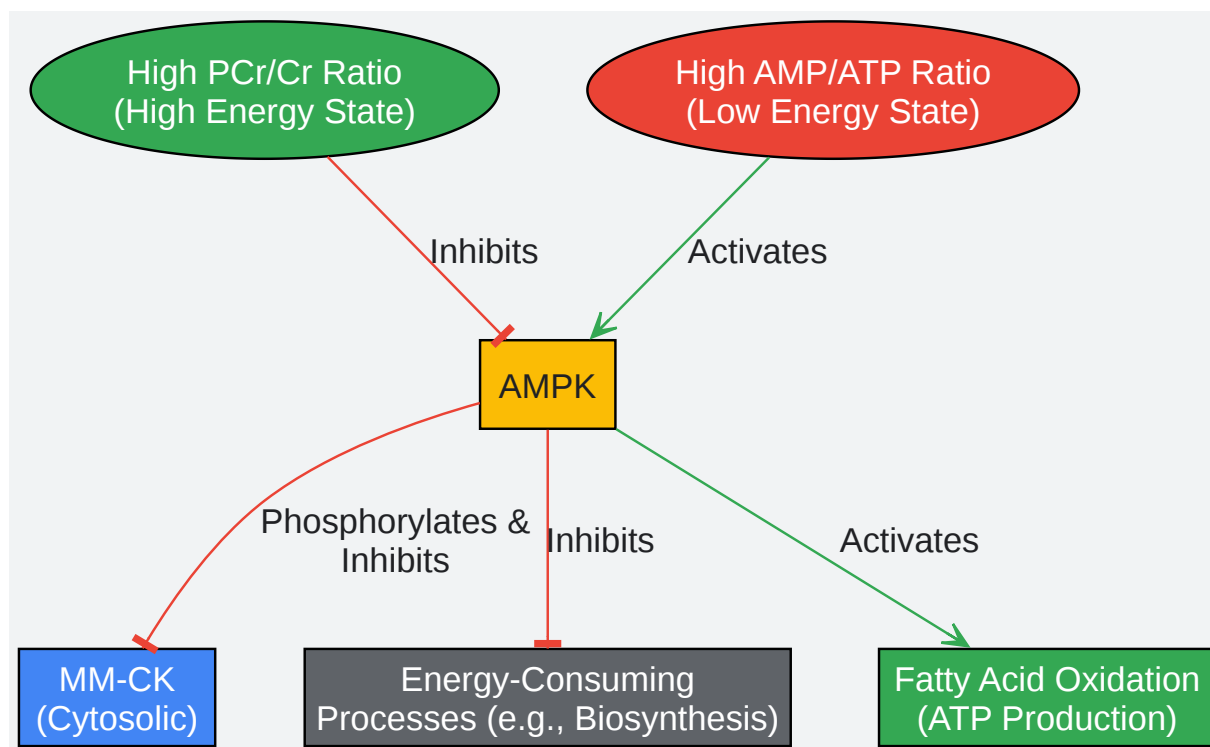 High PCr/Cr Ratio
(High Energy State)
High AMP/ATP Ratio
(Low Energy State)
Inhibits
Activates
AMPK
Phosphorylates &
Inhibits
Inhibits
Activates
MM-CK
(Cytosolic)
Energy-Consuming
Processes (e.g., Biosynthesis)
Fatty Acid Oxidation
(ATP Production)